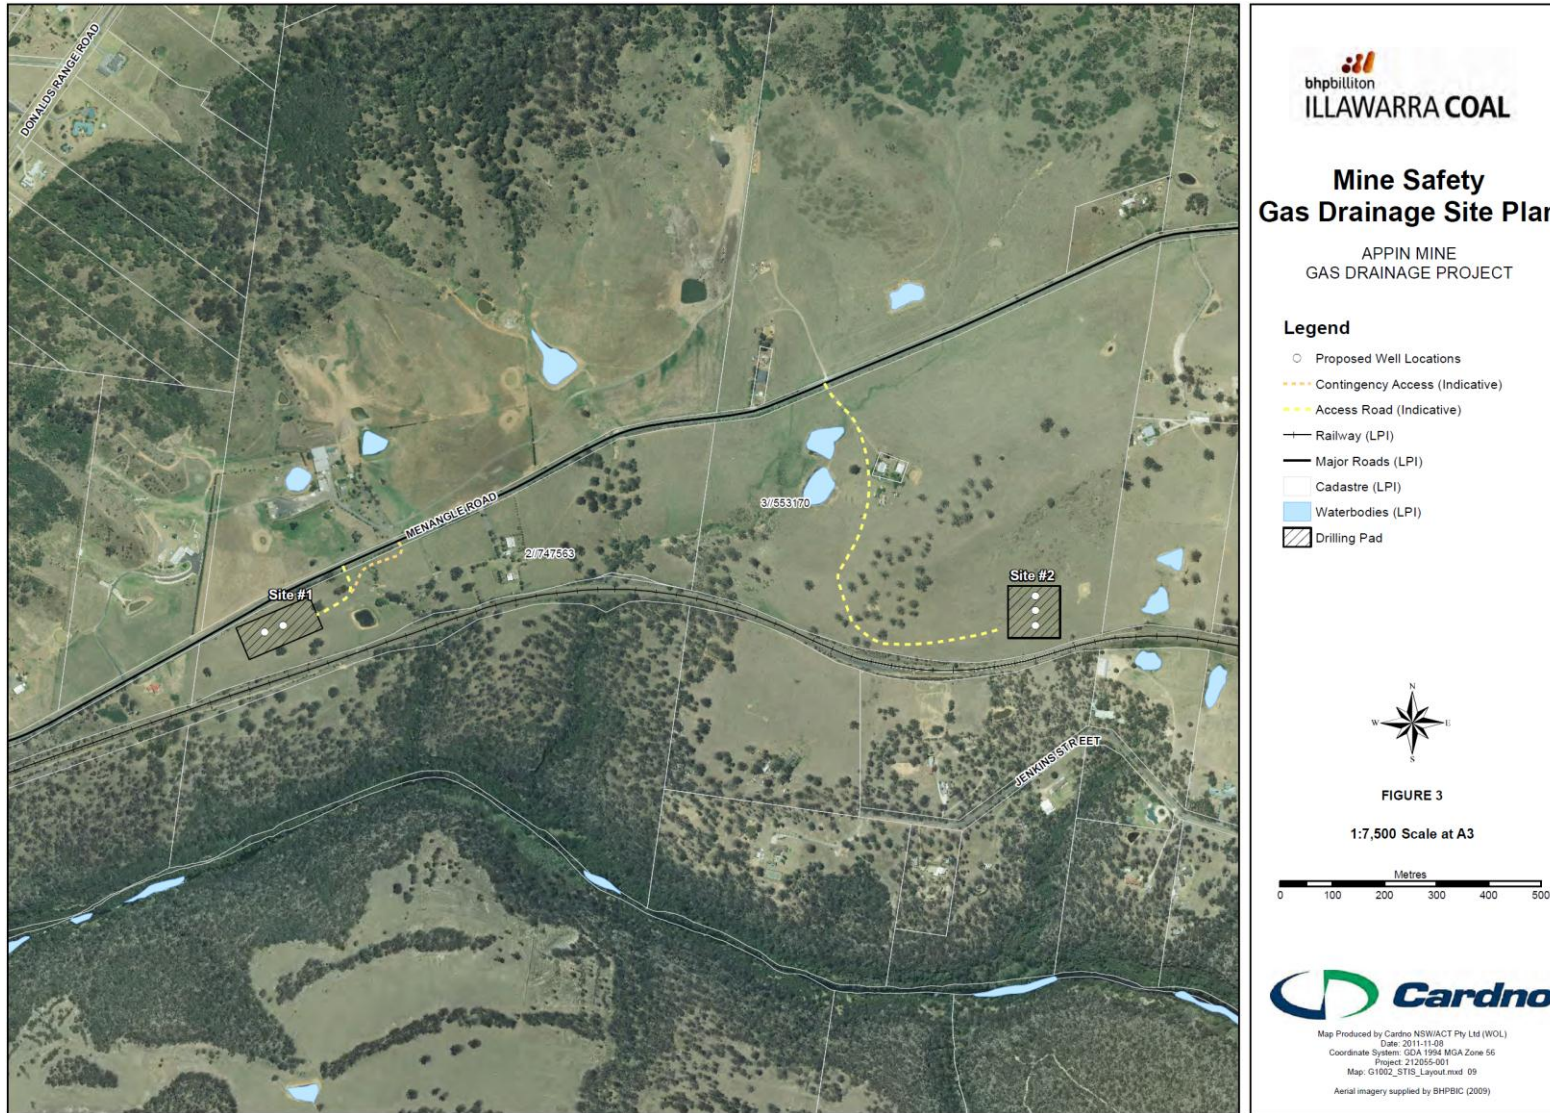 DONALDS RANGE ROAD
MENANGLE ROAD
3//553170
2//747563
Site #1
Site #2
JENKINS STREET
bhpbilliton
ILLAWARRA COAL
Mine Safety
Gas Drainage Site Plan
APPIN MINE
GAS DRAINAGE PROJECT
Legend
Proposed Well Locations
Contingency Access (Indicative)
Access Road (Indicative)
Railway (LPI)
Major Roads (LPI)
Cadastre (LPI)
Waterbodies (LPI)
Drilling Pad
N
W E
S
FIGURE 3
1:7,500 Scale at A3
Metres
0 100 200 300 400 500
Cardno
Map Produced by Cardno NSW/ACT Pty Ltd (WOL)
Date: 2011-11-08
Coordinate System: GDA 1994 MGA Zone 56
Project: 212055-001
Map: G1002_STIS_Layout.mxd 09
Aerial imagery supplied by BHPBIC (2009)